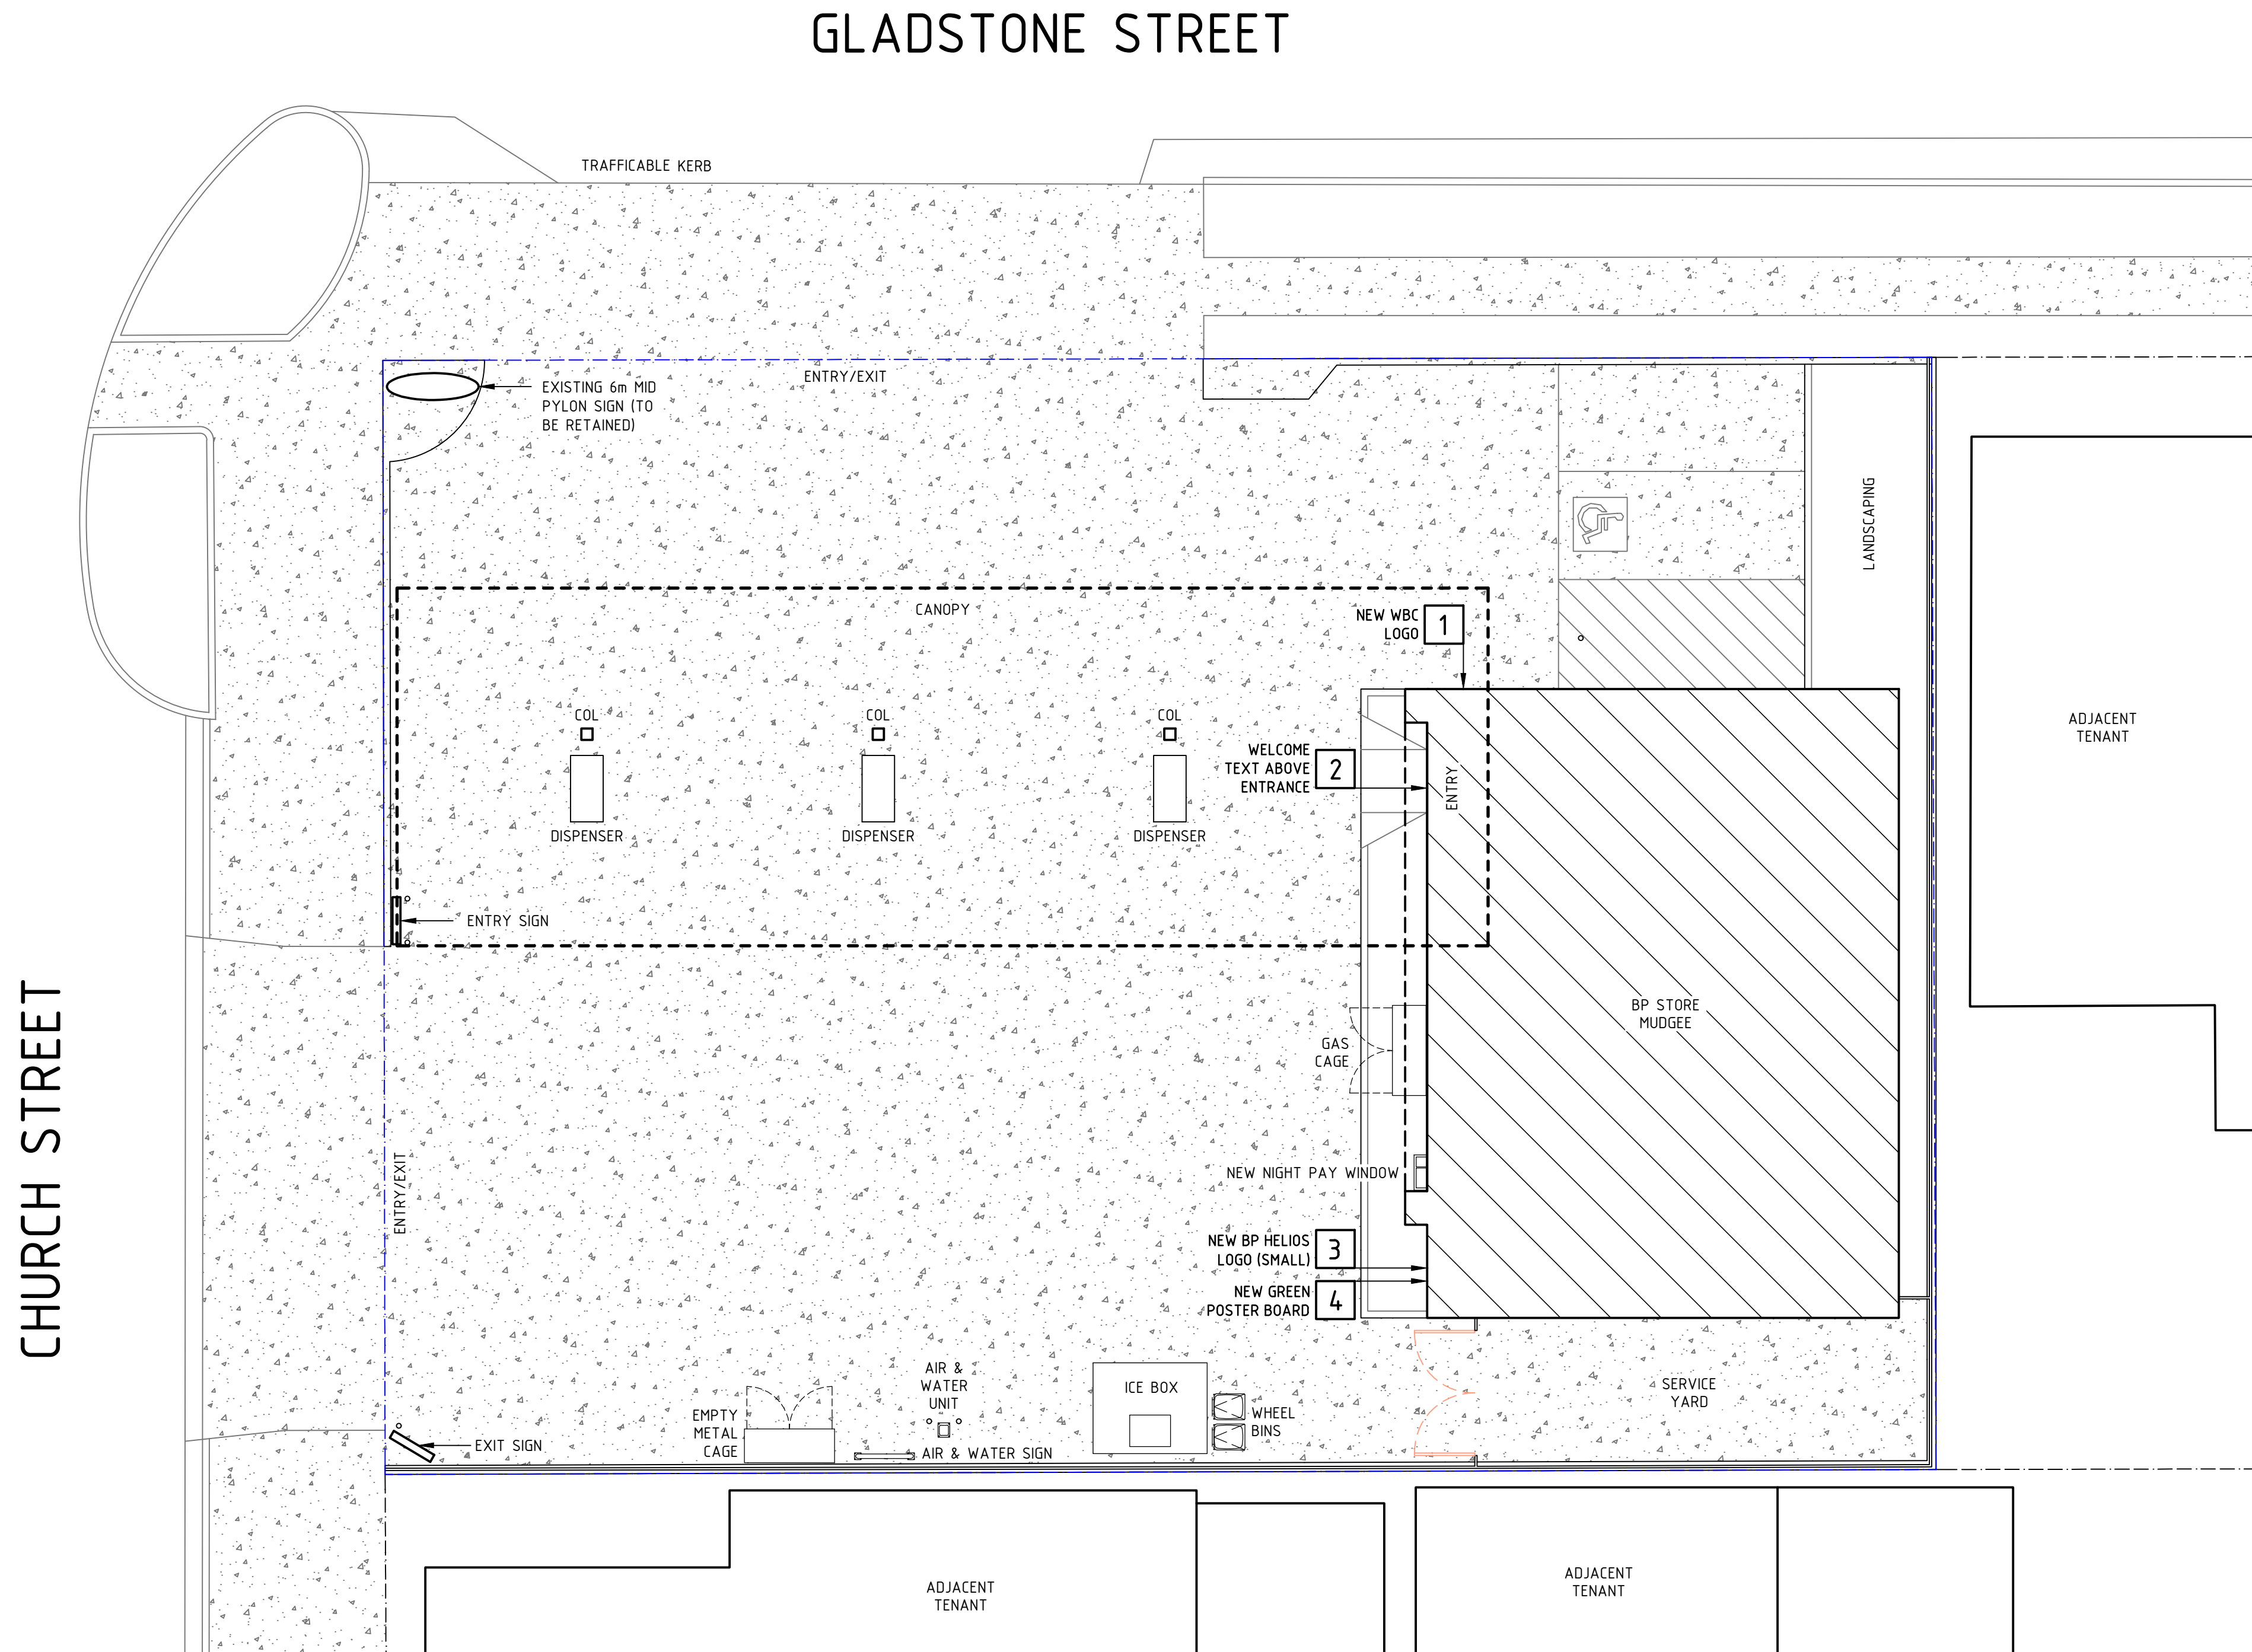 GLADSTONE STREET
TRAFFICABLE KERB
ENTRY/EXIT
EXISTING 6m MID
PYLON SIGN (TO
BE RETAINED)
LANDSCAPING
CANOPY
NEW WBC
LOGO
1
COL
COL
COL
ADJACENT
TENANT
WELCOME
TEXT ABOVE
ENTRANCE
2
ENTRY
DISPENSER
DISPENSER
DISPENSER
ENTRY SIGN
BP STORE
MUDGEE
GAS
CAGE
CHURCH STREET
ENTRY/EXIT
NEW NIGHT PAY WINDOW
NEW BP HELIOS
LOGO (SMALL)
3
NEW GREEN
POSTER BOARD
4
AIR &
WATER
UNIT
ICE BOX
SERVICE
YARD
EMPTY
METAL
CAGE
WHEEL
BINS
EXIT SIGN
AIR & WATER SIGN
ADJACENT
TENANT
ADJACENT
TENANT